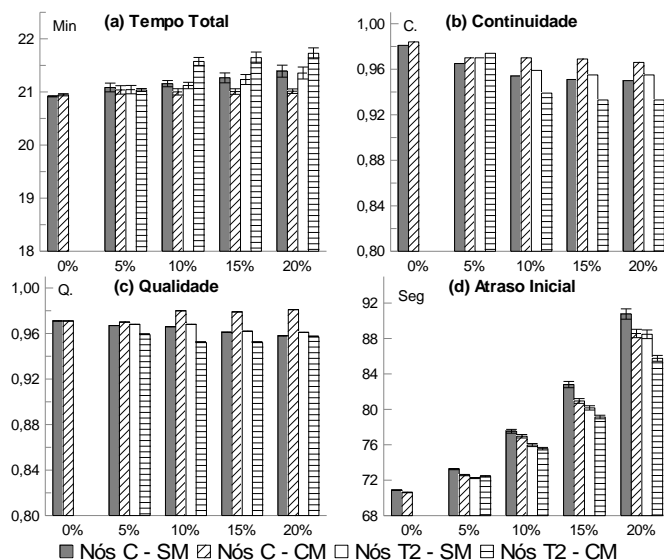 Min (a) Tempo Total
22
21
20
19
18
0% 5% 10% 15% 20%
C. (b) Continuidade
1,00
0,96
0,92
0,88
0,84
0,80
0% 5% 10% 15% 20%
Q. (c) Qualidade
1,00
0,96
0,92
0,88
0,84
0,80
0% 5% 10% 15% 20%
Seg (d) Atraso Inicial
92
88
84
80
76
72
68
0% 5% 10% 15% 20%
Nós C - SM Nós C - CM Nós T2 - SM Nós T2 - CM